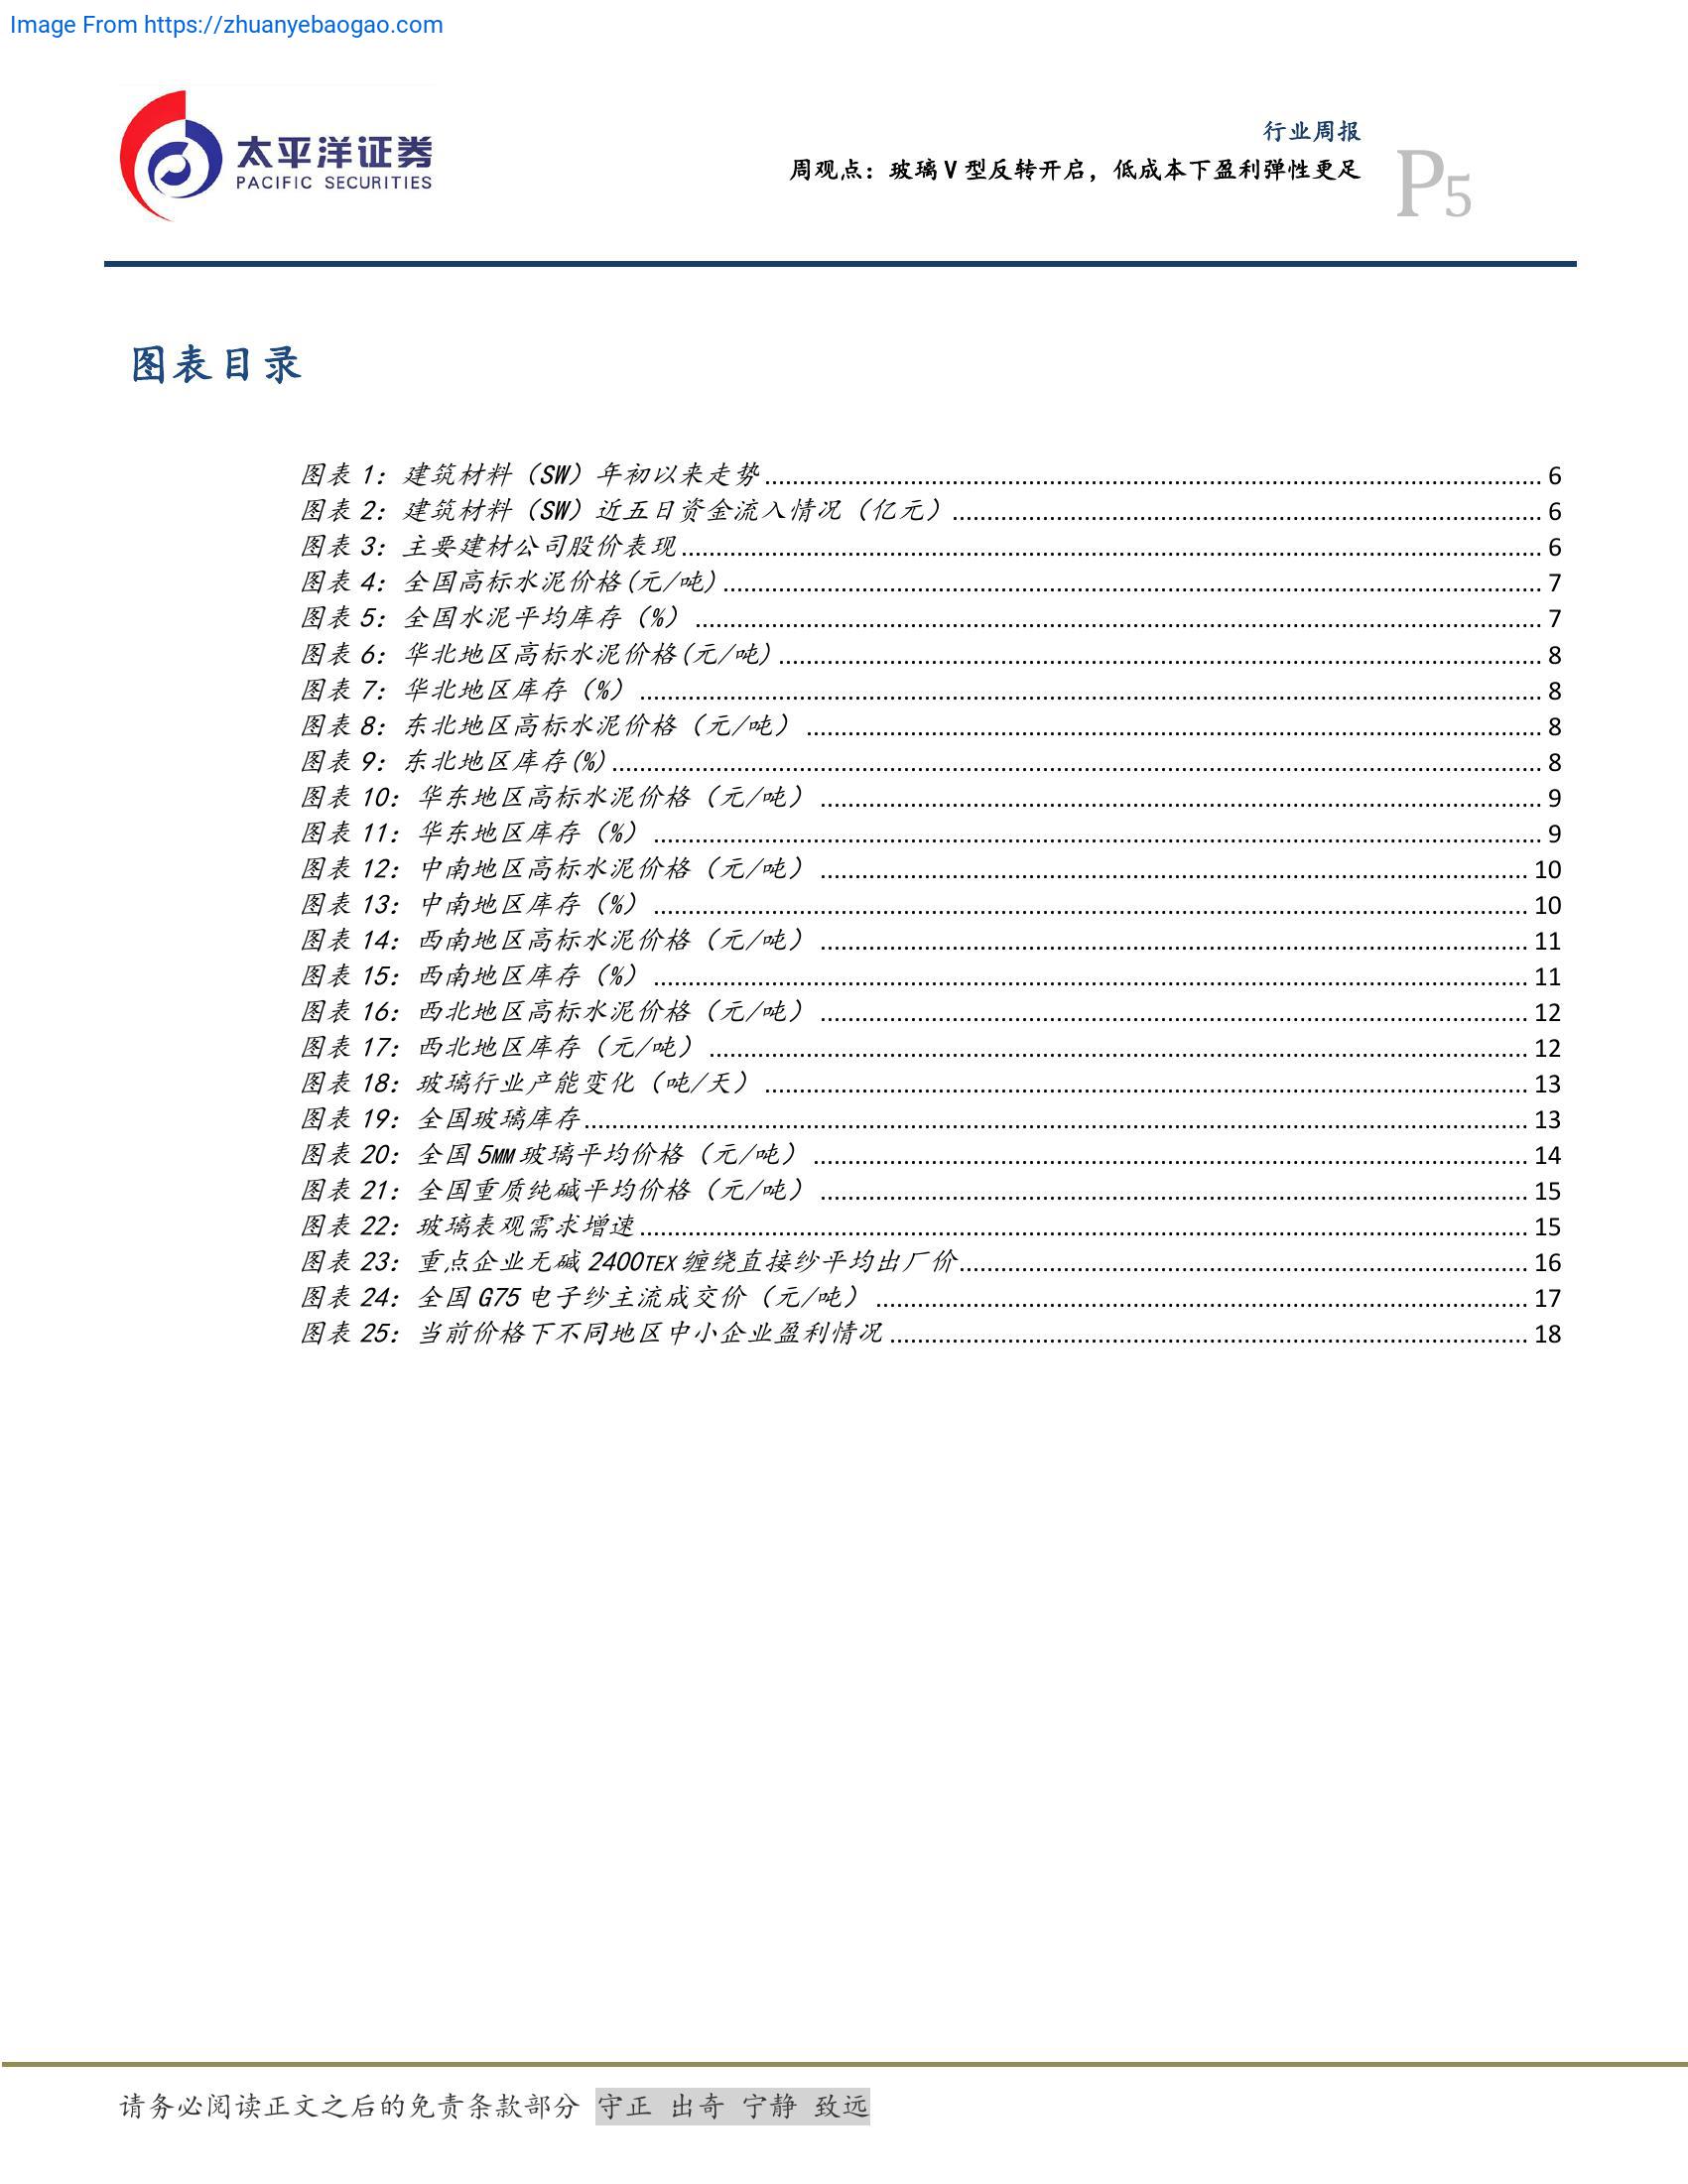 Image From https://zhuanyebaogao.com
太平洋证券
PACIFIC SECURITIES
行业周报
周观点：玻璃 V 型反转开启，低成本下盈利弹性更足
P5
图表目录
图表 1：建筑材料（SW）年初以来走势 6
图表 2：建筑材料（SW）近五日资金流入情况（亿元） 6
图表 3：主要建材公司股价表现 6
图表 4：全国高标水泥价格(元/吨) 7
图表 5：全国水泥平均库存（%） 7
图表 6：华北地区高标水泥价格(元/吨) 8
图表 7：华北地区库存（%） 8
图表 8：东北地区高标水泥价格（元/吨） 8
图表 9：东北地区库存(%) 8
图表 10：华东地区高标水泥价格（元/吨） 9
图表 11：华东地区库存（%） 9
图表 12：中南地区高标水泥价格（元/吨） 10
图表 13：中南地区库存（%） 10
图表 14：西南地区高标水泥价格（元/吨） 11
图表 15：西南地区库存（%） 11
图表 16：西北地区高标水泥价格（元/吨） 12
图表 17：西北地区库存（元/吨） 12
图表 18：玻璃行业产能变化（吨/天） 13
图表 19：全国玻璃库存 13
图表 20：全国 5MM 玻璃平均价格（元/吨） 14
图表 21：全国重质纯碱平均价格（元/吨） 15
图表 22：玻璃表观需求增速 15
图表 23：重点企业无碱 2400TEX 缠绕直接纱平均出厂价 16
图表 24：全国 G75 电子纱主流成交价（元/吨） 17
图表 25：当前价格下不同地区中小企业盈利情况 18
请务必阅读正文之后的免责条款部分 守正 出奇 宁静 致远